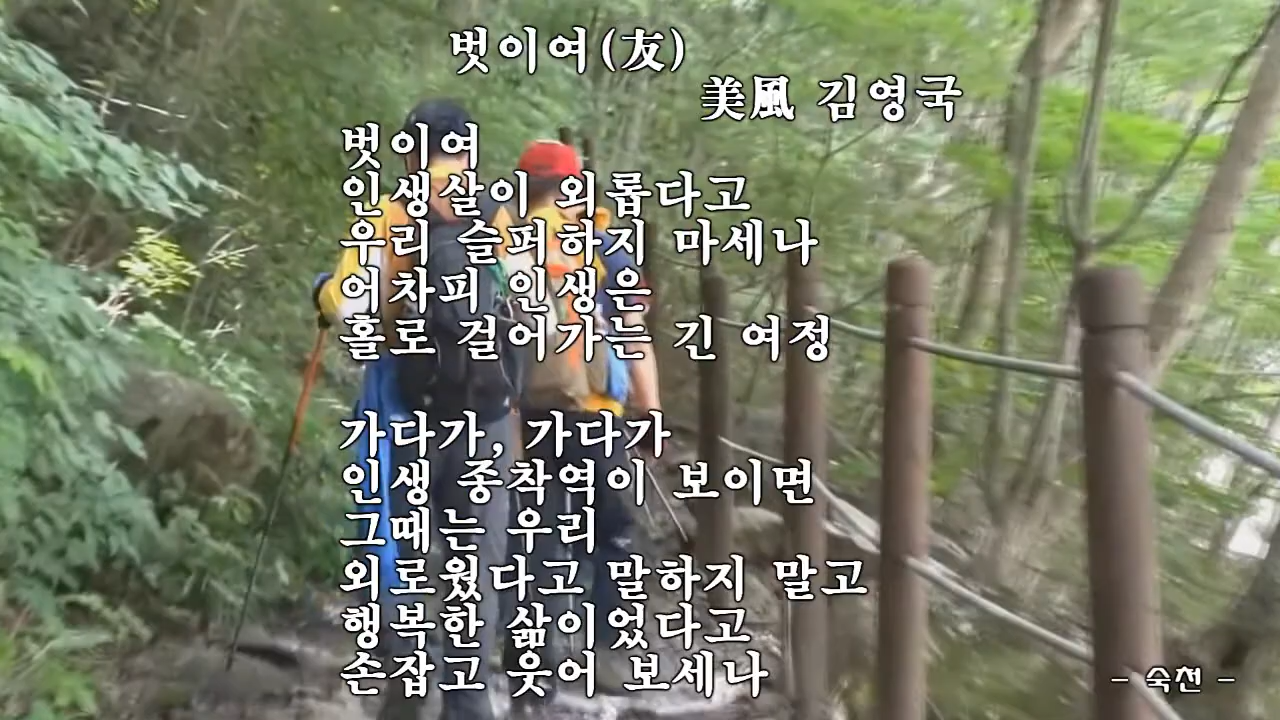 벗이여(友)
美風 김영국
벗이여
인생살이 외롭다고
우리 슬퍼하지 마세나
어차피 인생은
홀로 걸어가는 긴 여정
가다가, 가다가
인생 종착역이 보이면
그때는 우리
외로웠다고 말하지 말고
행복한 삶이었다고
손잡고 웃어 보세나
- 숙천 -